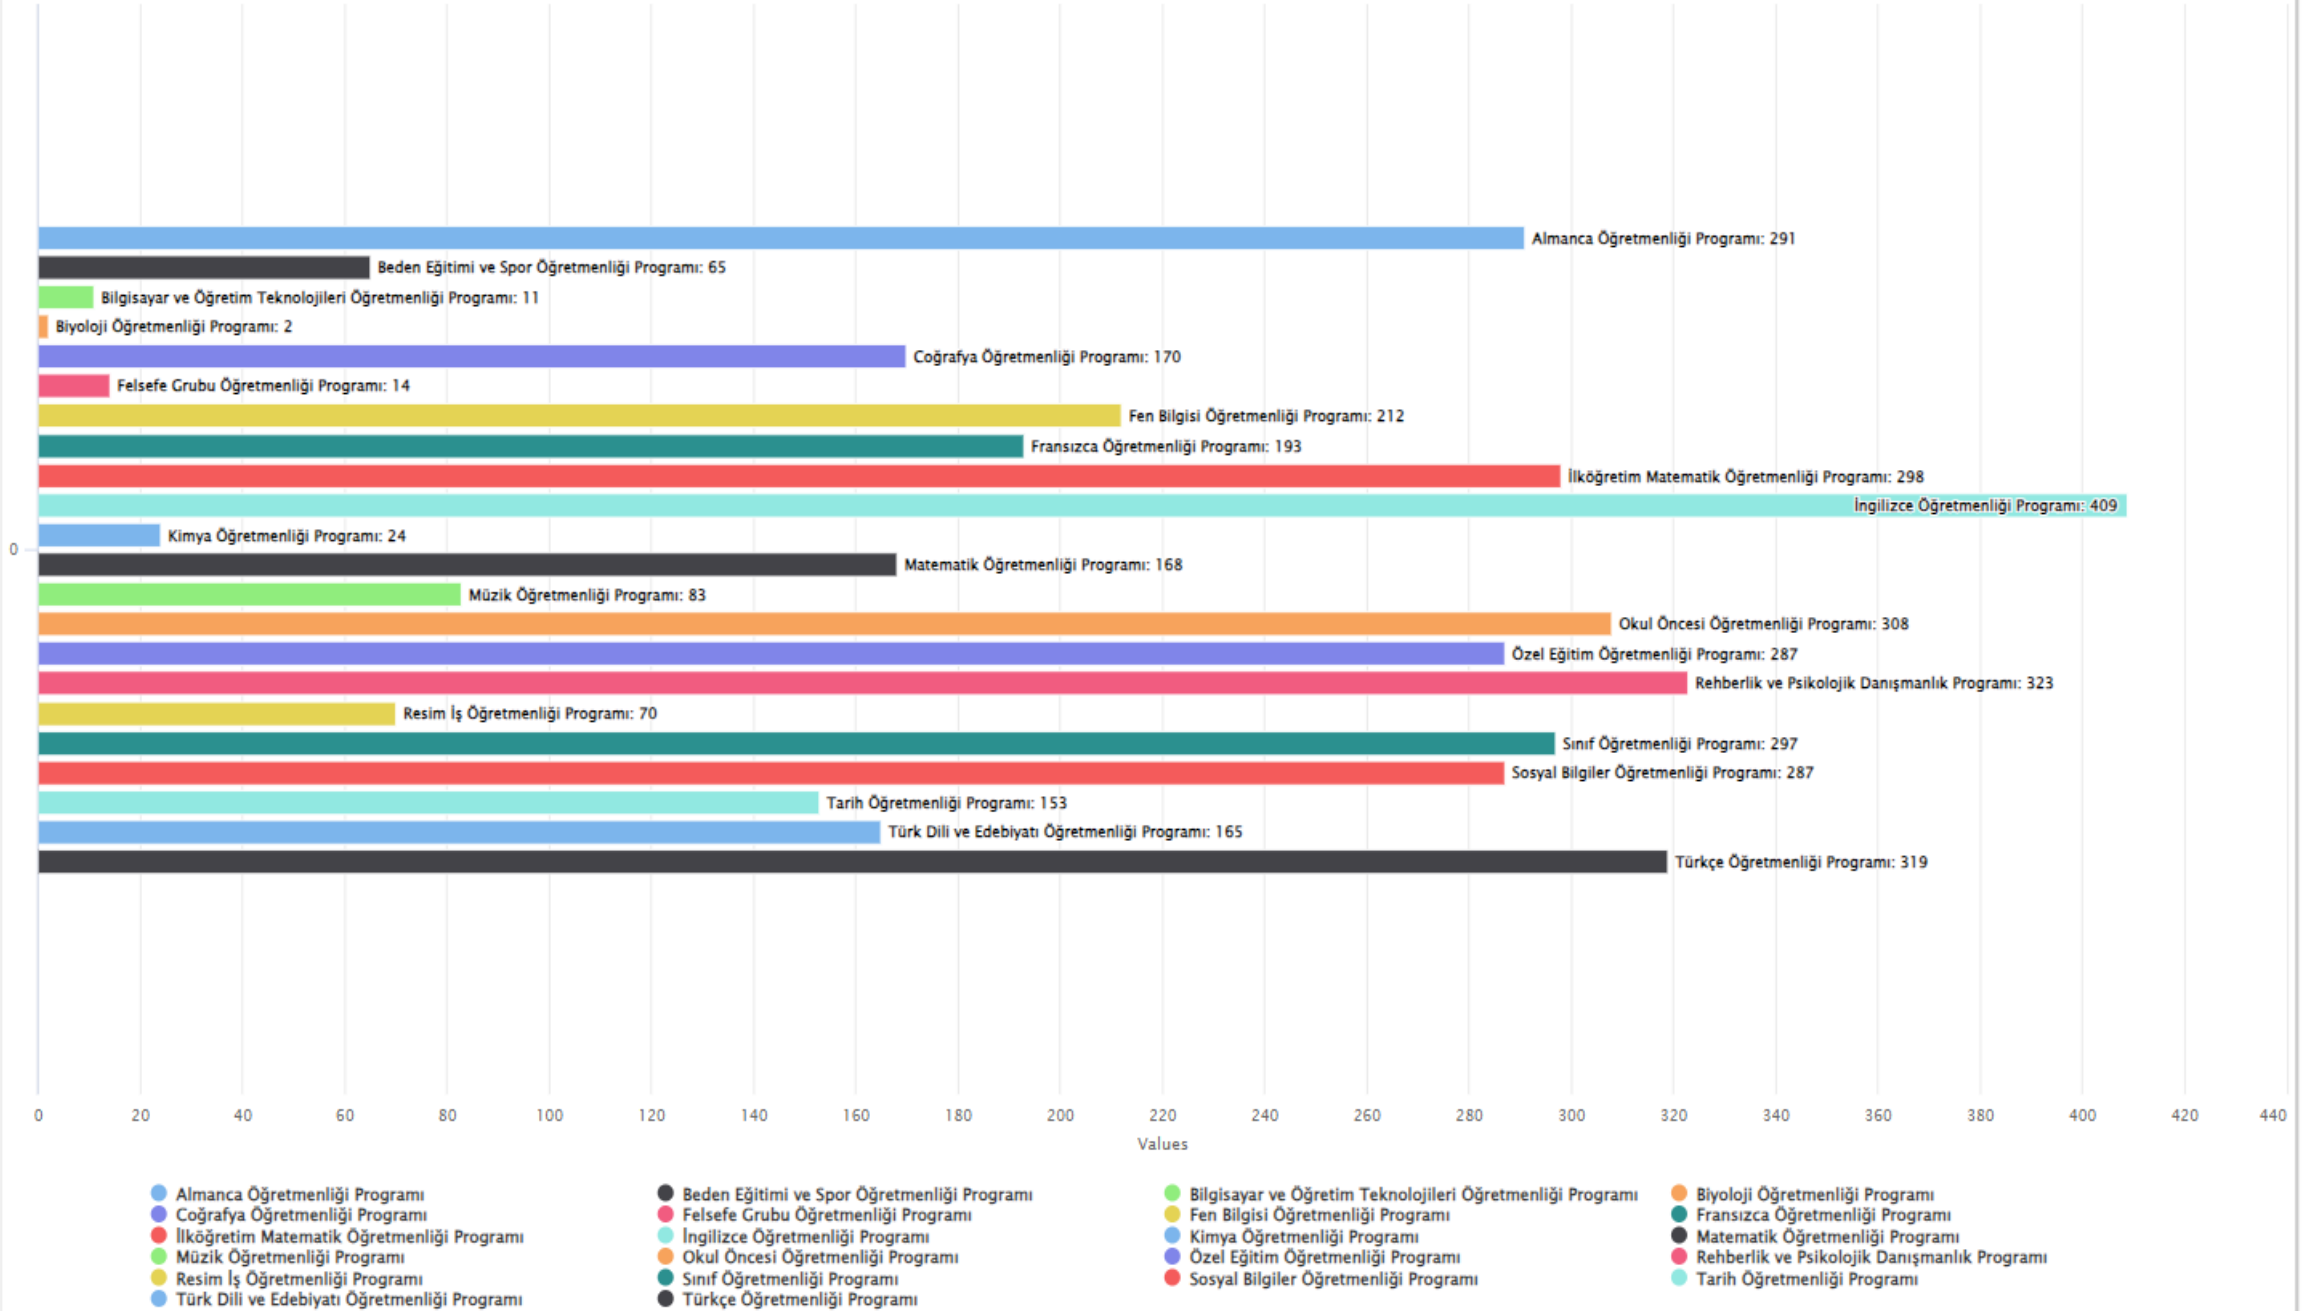 Almanca Öğretmenliği Programı: 291
Beden Eğitimi ve Spor Öğretmenliği Programı: 65
Bilgisayar ve Öğretim Teknolojileri Öğretmenliği Programı: 11
Biyoloji Öğretmenliği Programı: 2
Coğrafya Öğretmenliği Programı: 170
Felsefe Grubu Öğretmenliği Programı: 14
Fen Bilgisi Öğretmenliği Programı: 212
Fransızca Öğretmenliği Programı: 193
İlköğretim Matematik Öğretmenliği Programı: 298
İngilizce Öğretmenliği Programı: 409
Kimya Öğretmenliği Programı: 24
0
Matematik Öğretmenliği Programı: 168
Müzik Öğretmenliği Programı: 83
Okul Öncesi Öğretmenliği Programı: 308
Özel Eğitim Öğretmenliği Programı: 287
Rehberlik ve Psikolojik Danışmanlık Programı: 323
Resim İş Öğretmenliği Programı: 70
Sınıf Öğretmenliği Programı: 297
Sosyal Bilgiler Öğretmenliği Programı: 287
Tarih Öğretmenliği Programı: 153
Türk Dili ve Edebiyatı Öğretmenliği Programı: 165
Türkçe Öğretmenliği Programı: 319
0 20 40 60 80 100 120 140 160 180 200 220 240 260 280 300 320 340 360 380 400 420 440
Values
Almanca Öğretmenliği Programı Beden Eğitimi ve Spor Öğretmenliği Programı Bilgisayar ve Öğretim Teknolojileri Öğretmenliği Programı Biyoloji Öğretmenliği Programı
Coğrafya Öğretmenliği Programı Felsefe Grubu Öğretmenliği Programı Fen Bilgisi Öğretmenliği Programı Fransızca Öğretmenliği Programı
İlköğretim Matematik Öğretmenliği Programı İngilizce Öğretmenliği Programı Kimya Öğretmenliği Programı Matematik Öğretmenliği Programı
Müzik Öğretmenliği Programı Okul Öncesi Öğretmenliği Programı Özel Eğitim Öğretmenliği Programı Rehberlik ve Psikolojik Danışmanlık Programı
Resim İş Öğretmenliği Programı Sınıf Öğretmenliği Programı Sosyal Bilgiler Öğretmenliği Programı Tarih Öğretmenliği Programı
Türk Dili ve Edebiyatı Öğretmenliği Programı Türkçe Öğretmenliği Programı